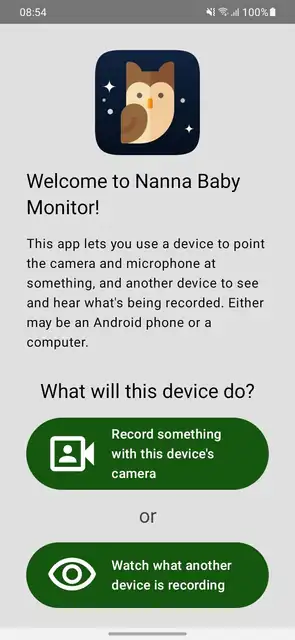 08:54
100%
Welcome to Nanna Baby
Monitor!
This app lets you use a device to point
the camera and microphone at
something, and another device to see
and hear what's being recorded. Either
may be an Android phone or a
computer.
What will this device do?
Record something
with this device's
camera
or
Watch what another
device is recording